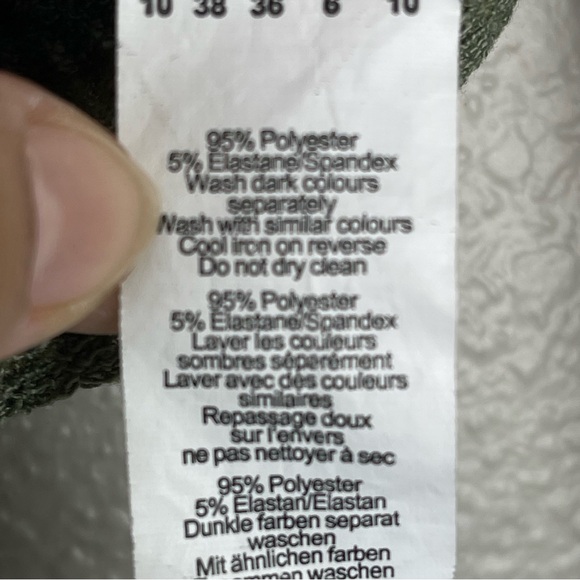 10 38 36 6 10
95% Polyester
5% Elastane/Spandex
Wash dark colours
separately
Wash with similar colours
Cool iron on reverse
Do not dry clean
95% Polyester
5% Elastane/Spandex
Laver les couleurs
sombres séparément
Laver avec des couleurs
similaires
Repassage doux
sur l'envers
ne pas nettoyer à sec
95% Polyester
5% Elastan/Elastan
Dunkle farben separat
waschen
Mit ähnlichen farben
waschen